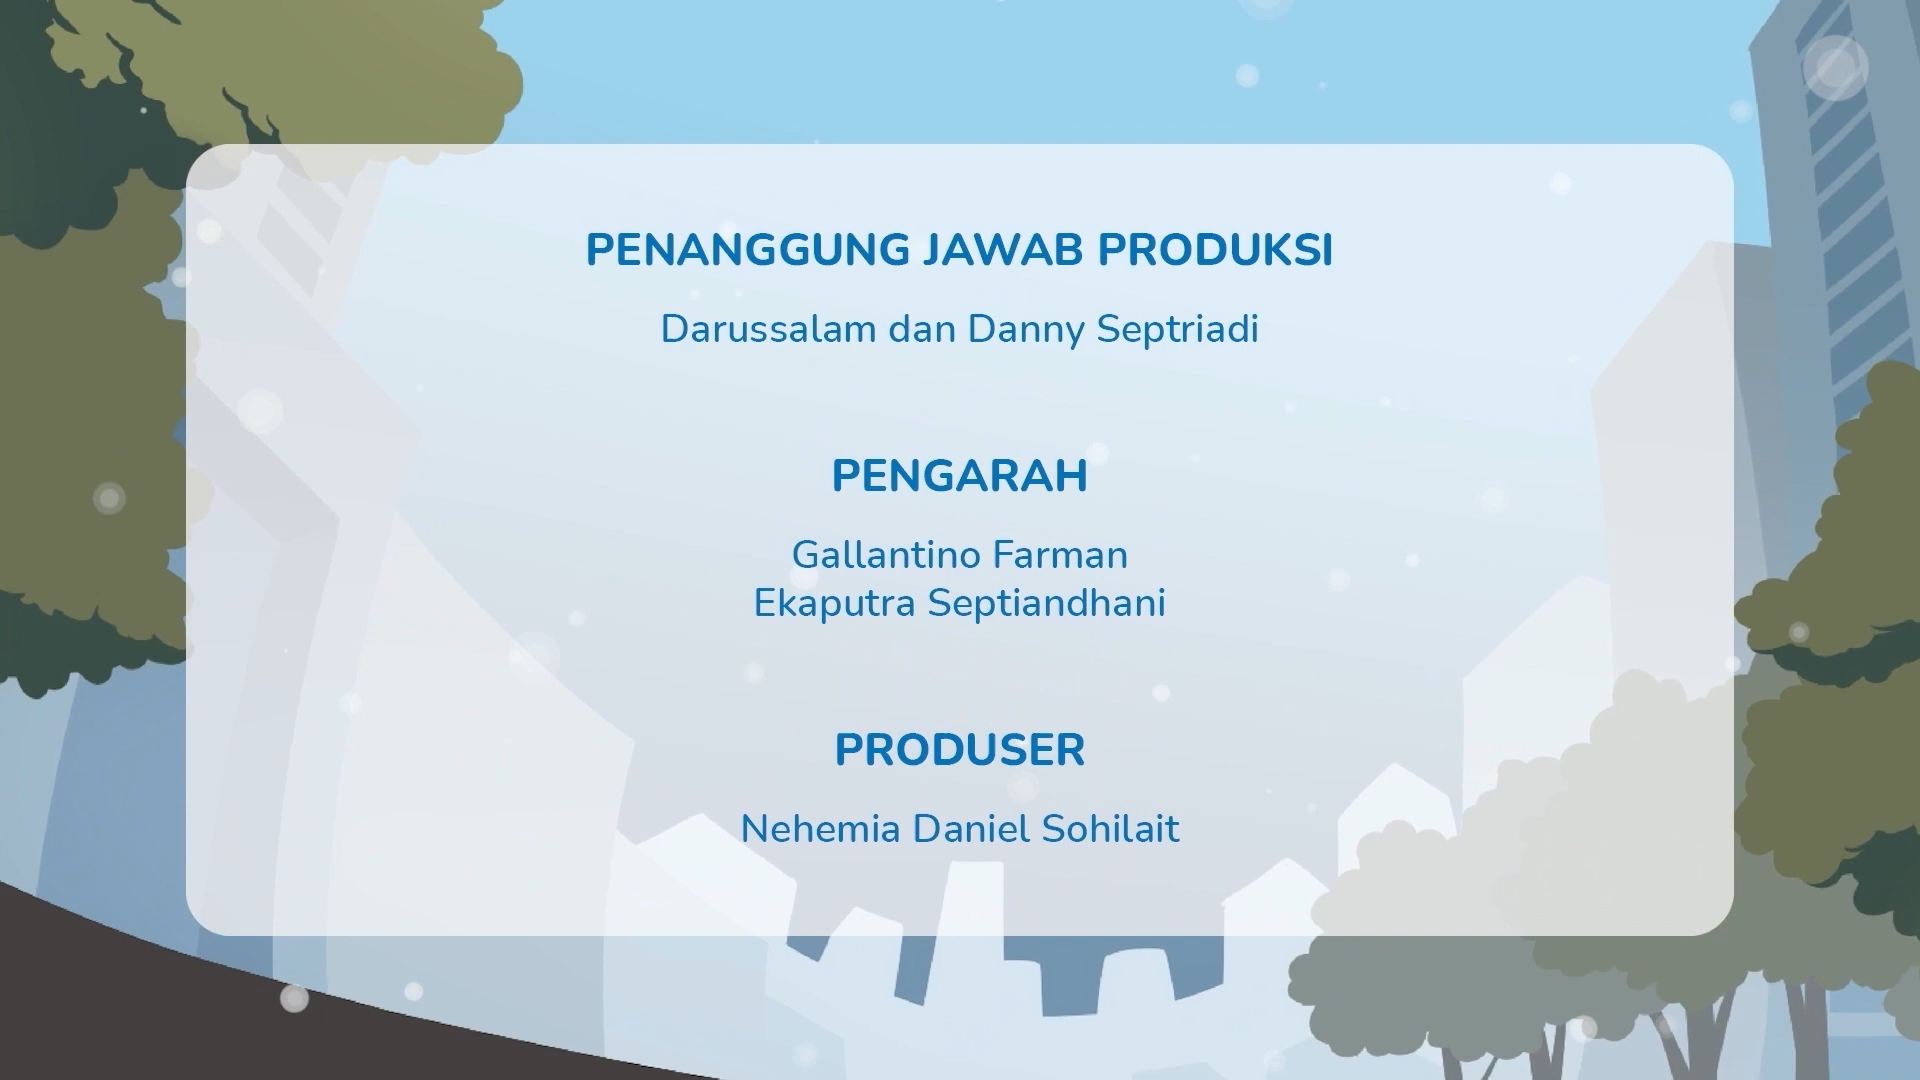 PENANGGUNG JAWAB PRODUKSI
Darussalam dan Danny Septriadi
PENGARAH
Gallantino Farman
Ekaputra Septiandhani
PRODUSER
Nehemia Daniel Sohilait